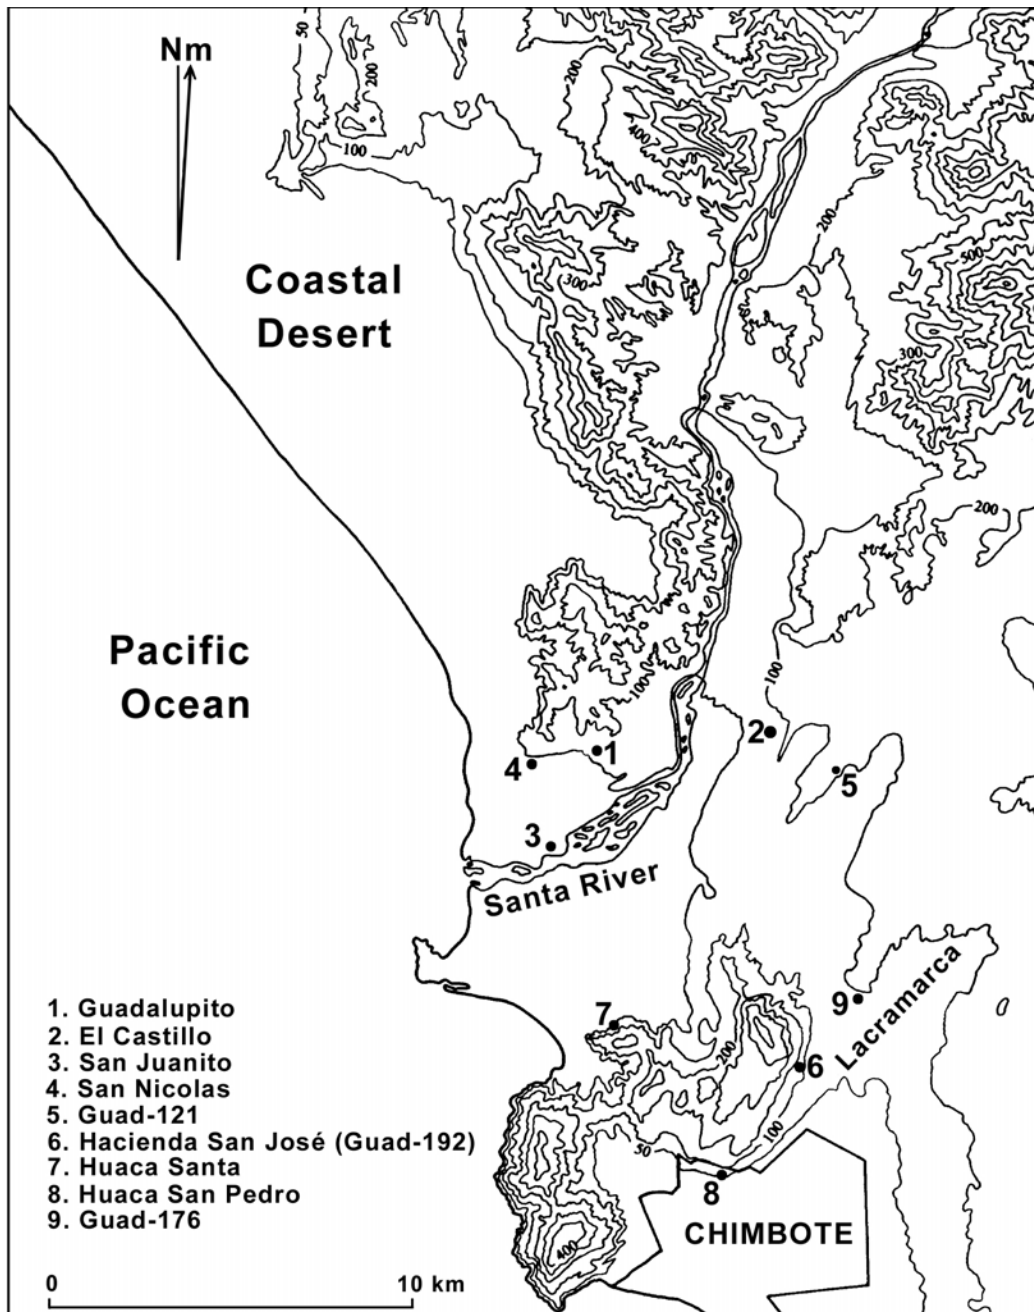 Nm
50
200
100
200
400
200
500
300
300
200
100
100
Coastal
Desert
Pacific
Ocean
1
2
3
4
5
Santa River
7
9
Lacramarca
6
200
100
50
8
400
CHIMBOTE
1. Guadalupito
2. El Castillo
3. San Juanito
4. San Nicolas
5. Guad-121
6. Hacienda San José (Guad-192)
7. Huaca Santa
8. Huaca San Pedro
9. Guad-176
0 10 km